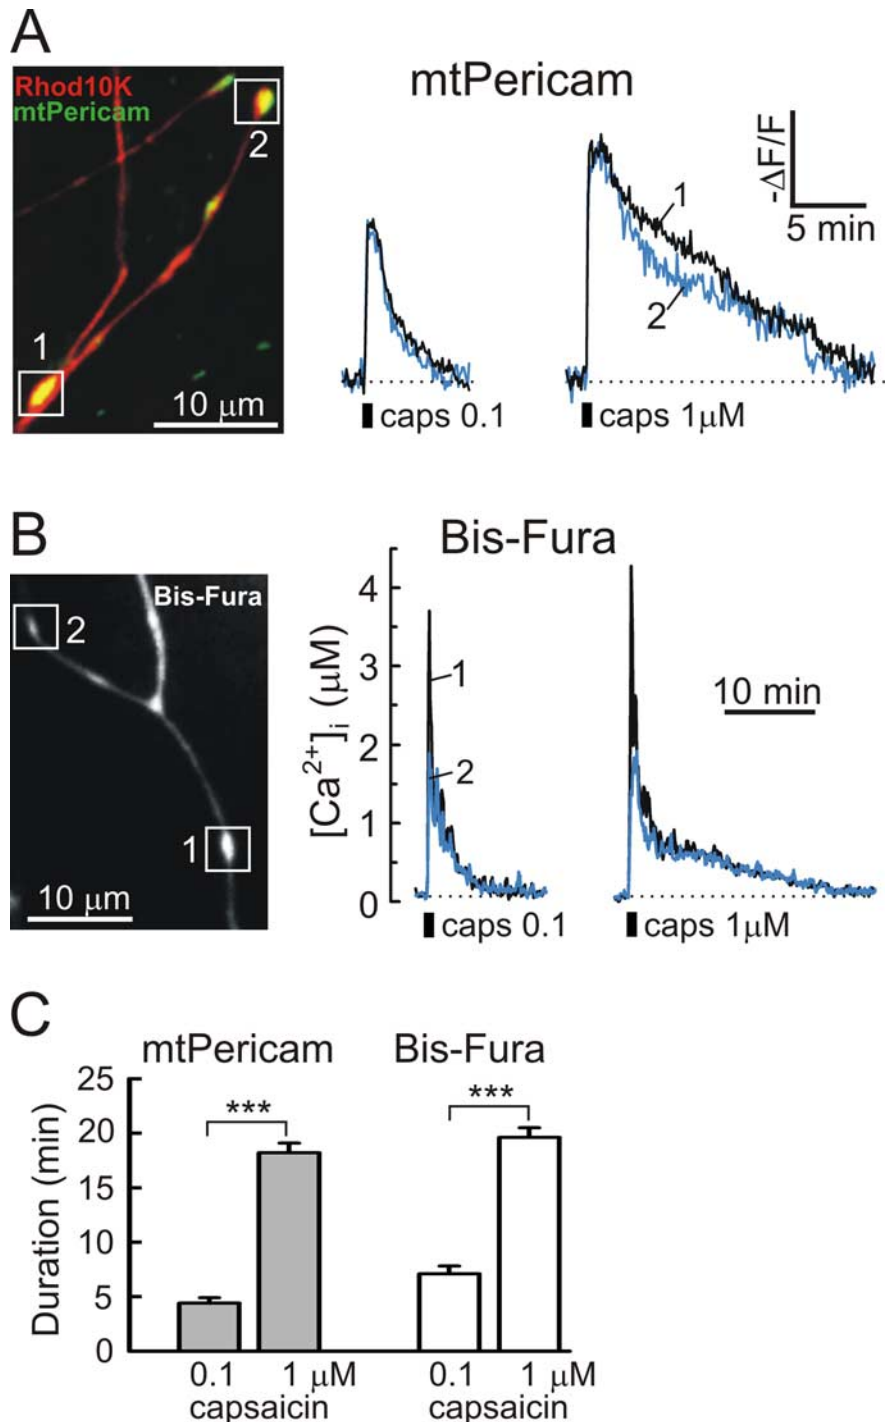 A
Rhod10K
mtPericam
1
2
10 μm
mtPericam
1
2
-ΔF/F
5 min
caps 0.1
caps 1μM
B
Bis-Fura
2
1
10 μm
Bis-Fura
[Ca²⁺]i (μM)
4
3
2
1
0
1
2
10 min
caps 0.1
caps 1μM
C
mtPericam
Bis-Fura
Duration (min)
25
20
15
10
5
0
***
***
0.1
1 μM
capsaicin
0.1
1 μM
capsaicin